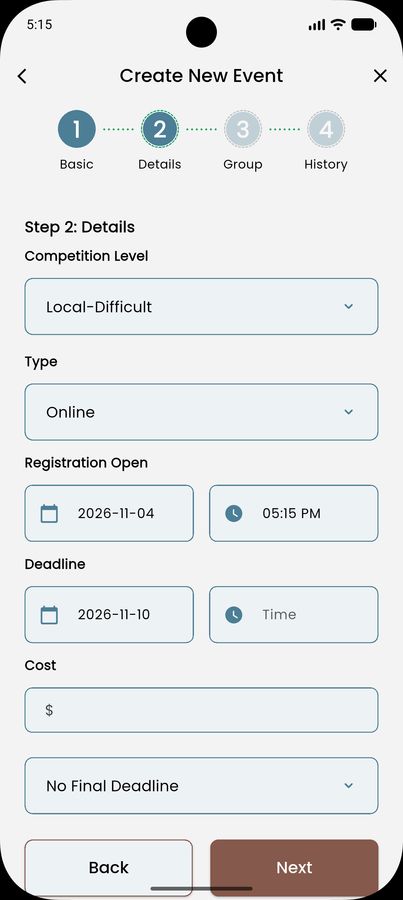 5:15
Create New Event
1 2 3 4
Basic Details Group History
Step 2: Details
Competition Level
Local-Difficult
Type
Online
Registration Open
2026-11-04 05:15 PM
Deadline
2026-11-10 Time
Cost
$
No Final Deadline
Back Next